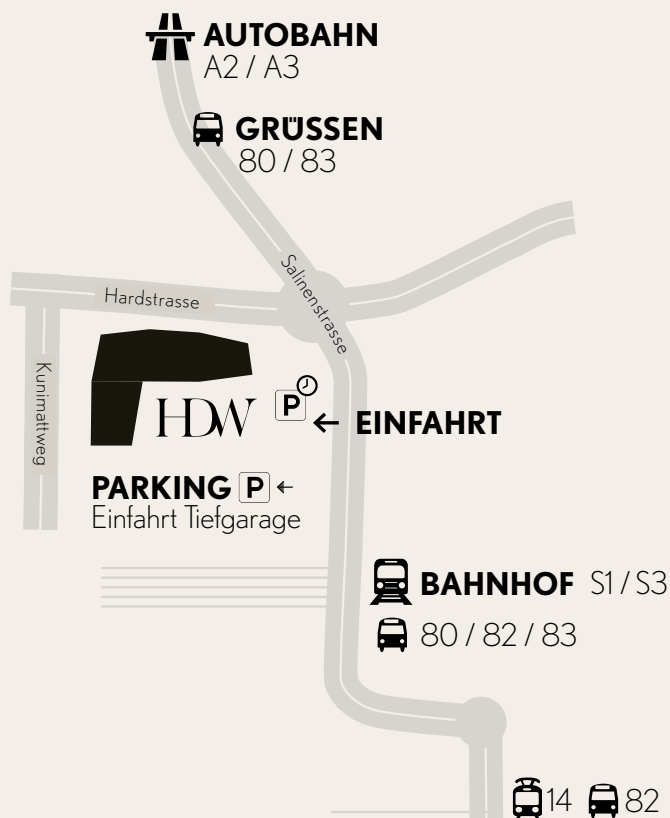 AUTOBAHN
A2 / A3
GRÜSSEN
80 / 83
Salinenstrasse
Hardstrasse
Kunimattweg
P
HDW
EINFAHRT
PARKING P
Einfahrt Tiefgarage
BAHNHOF S1 / S3
80 / 82 / 83
14 82